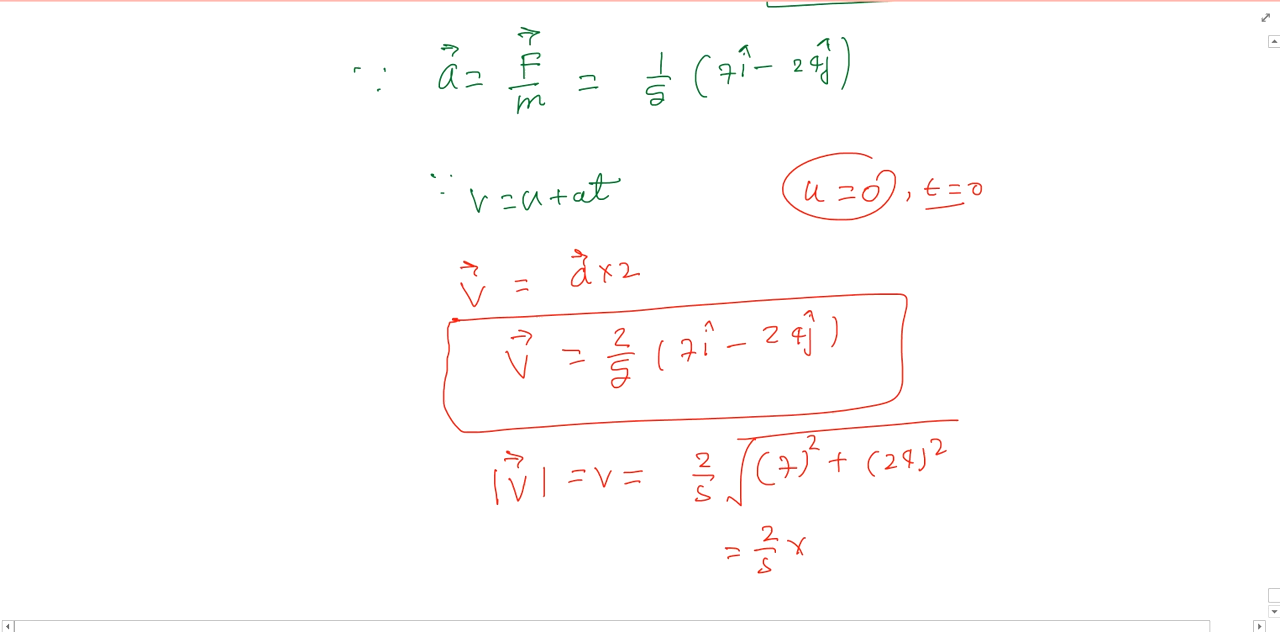 ∵ a⃗ = F⃗/m = 1/5 (7î − 24ĵ)
∵ v = u + at
u = 0, t = 0
V⃗ = a⃗ × 2
V⃗ = 2/5 (7î − 24ĵ)
|V⃗| = v = 2/5 √((7)² + (24)²)
= 2/5 ×